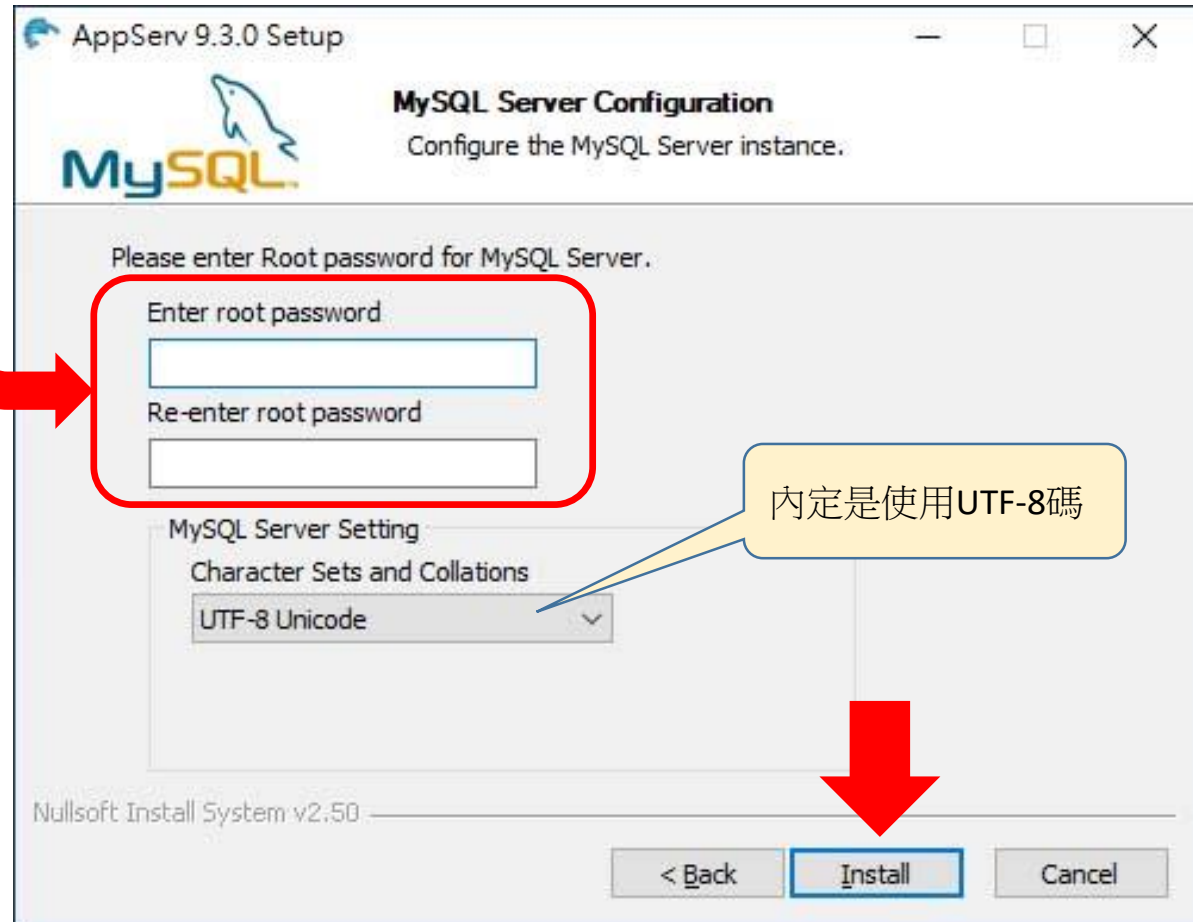 AppServ 9.3.0 Setup
MySQL
MySQL Server Configuration
Configure the MySQL Server instance.
Please enter Root password for MySQL Server.
Enter root password
Re-enter root password
內定是使用UTF-8碼
MySQL Server Setting
Character Sets and Collations
UTF-8 Unicode
Nullsoft Install System v2.50
< Back
Install
Cancel